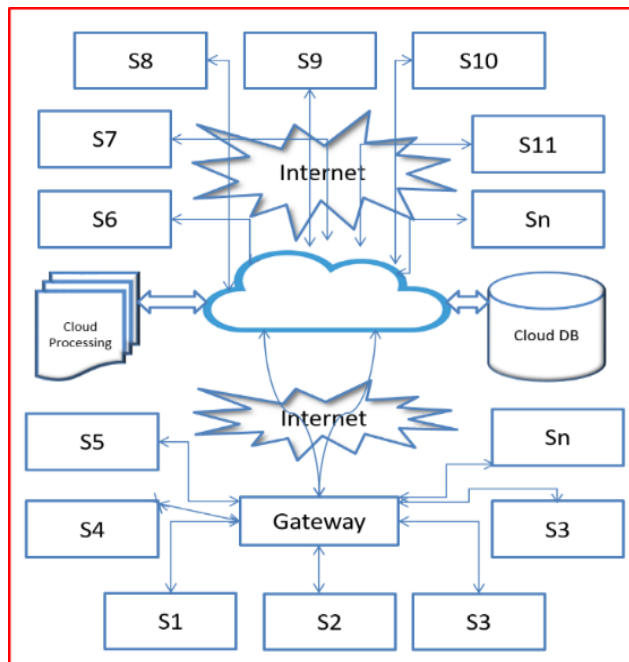 S8
S9
S10
S7
Internet
S11
S6
Sn
Cloud
Processing
Cloud DB
S5
Internet
Sn
S4
Gateway
S3
S1
S2
S3